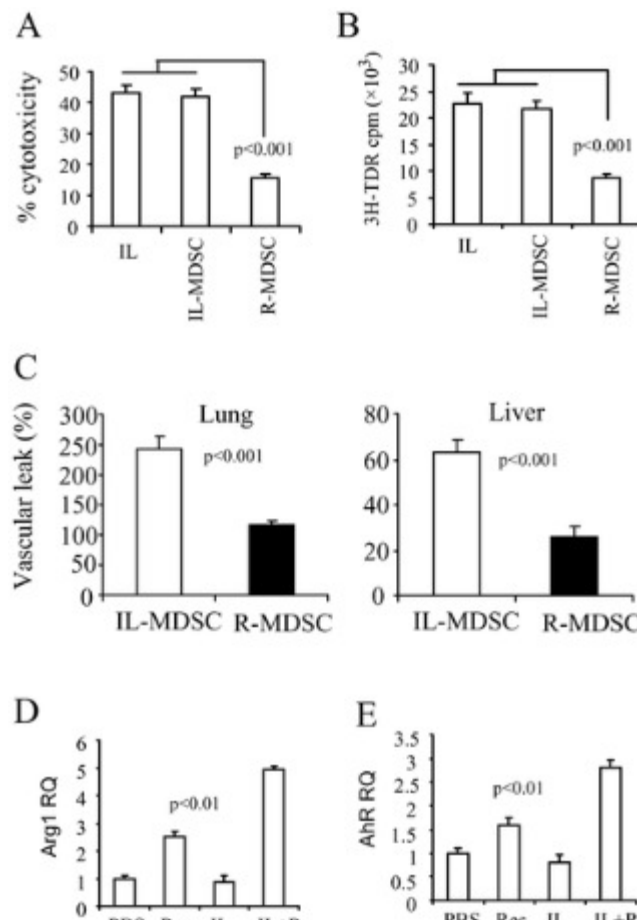 A
% cytotoxicity
50
40
30
20
10
0
p<0.001
IL
IL-MDSC
R-MDSC
B
3H-TDR cpm (×10³)
30
25
20
15
10
5
0
p<0.001
IL
IL-MDSC
R-MDSC
C
Vascular leak (%)
Lung
300
250
200
150
100
50
0
p<0.001
IL-MDSC
R-MDSC
Liver
80
60
40
20
0
p<0.001
IL-MDSC
R-MDSC
D
Arg1 RQ
6
5
4
3
2
1
0
p<0.01
E
AhR RQ
3.5
3
2.5
2
1.5
1
0.5
0
p<0.01
PBS
Res
IL
IL+R